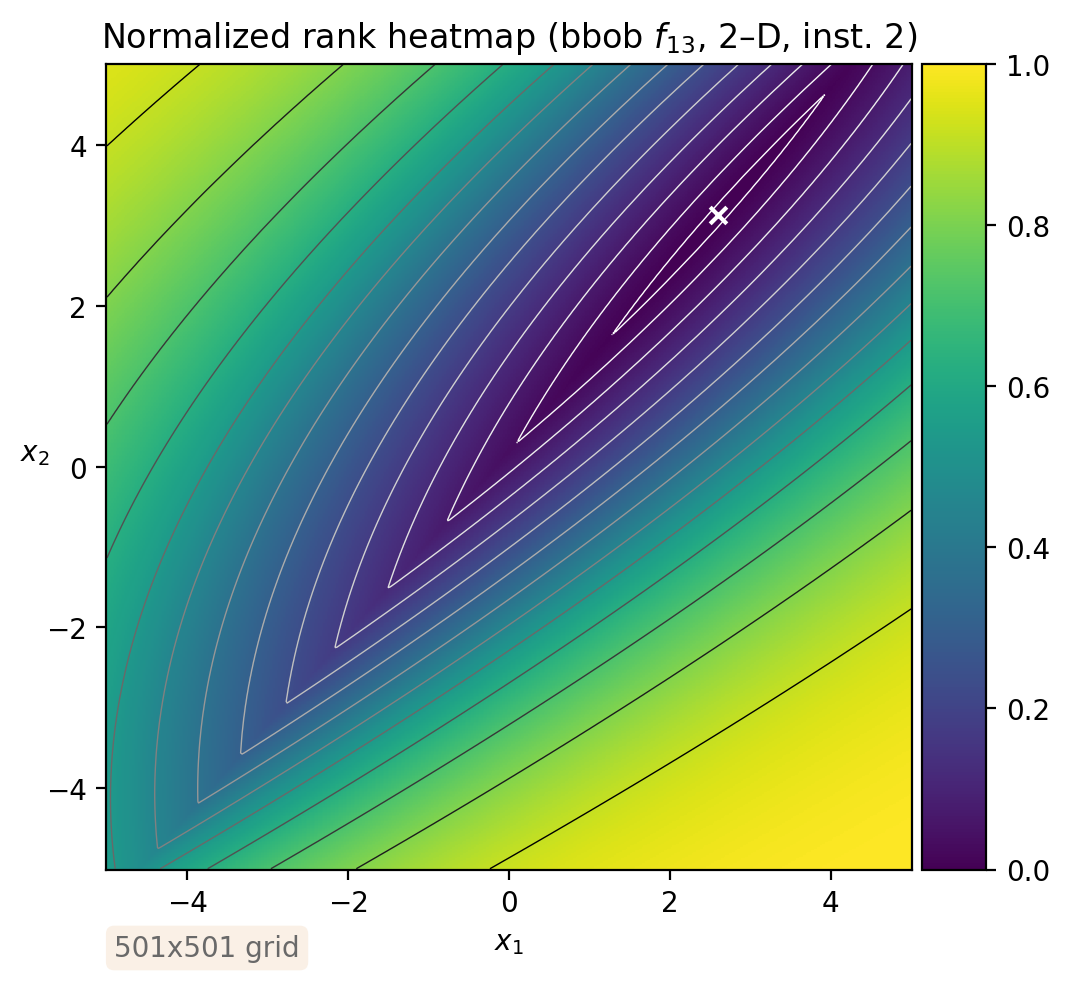 Normalized rank heatmap (bbob f13, 2–D, inst. 2)
1.0
0.8
0.6
0.4
0.2
0.0
4
2
0
−2
−4
x2
−4 −2 0 2 4
x1
501x501 grid